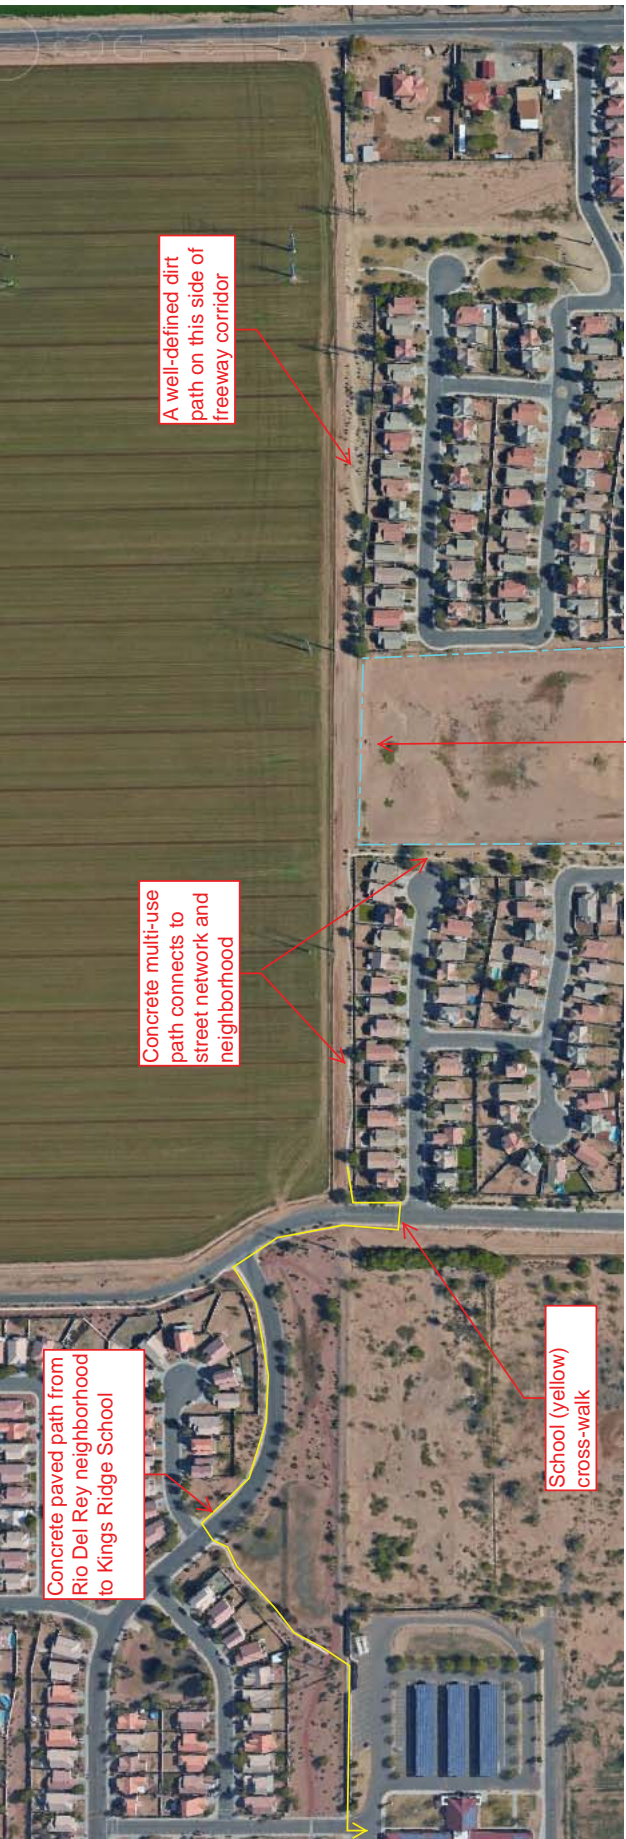 A well-defined dirt
path on this side of
freeway corridor
Concrete multi-use
path connects to
street network and
neighborhood
School (yellow)
cross-walk
Concrete paved path from
Rio Del Rey neighborhood
to Kings Ridge School